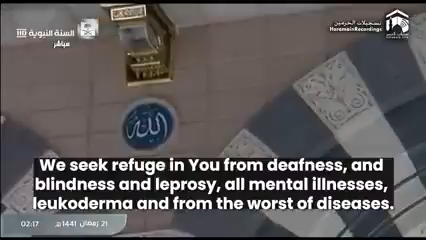 السنة النبوية HD
مباشر
تسجيلات الحرمين
HaramainRecordings
الله
We seek refuge in You from deafness, and
blindness and leprosy, all mental illnesses,
leukoderma and from the worst of diseases.
02:17
21 رمضان 1441هـ